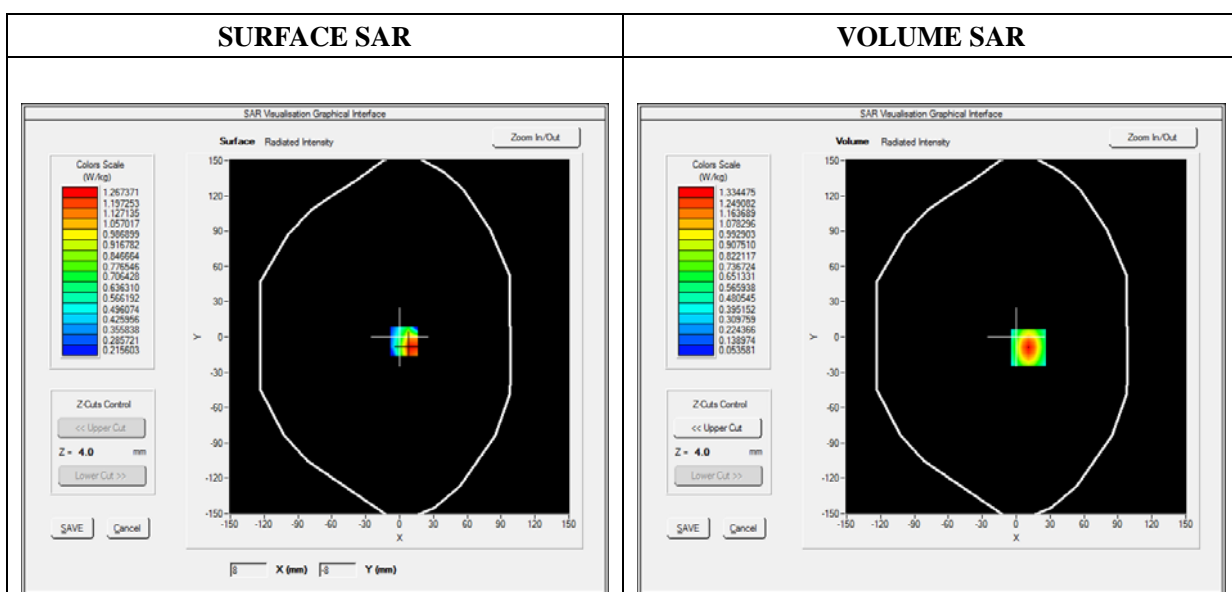 SURFACE SAR
VOLUME SAR
SAR Visualisation Graphical Interface
Surface Radiated Intensity
Zoom In/Out
Colors Scale
(W/kg)
1.267371
1.197253
1.127135
1.057017
0.986899
0.916782
0.846664
0.776546
0.706428
0.636310
0.566192
0.496074
0.425956
0.355838
0.285721
0.215603
Z-Cuts Control
<< Upper Cut
Z = 4.0 mm
Lower Cut >>
SAVE Cancel
150
120
90
60
30
Y 0
-30
-60
-90
-120
-150
-150 -120 -90 -60 -30 0 30 60 90 120 150
X
8 X (mm) -8 Y (mm)
SAR Visualisation Graphical Interface
Volume Radiated Intensity
Zoom In/Out
Colors Scale
(W/kg)
1.334475
1.249082
1.163689
1.078296
0.992903
0.907510
0.822117
0.736724
0.651331
0.565938
0.480545
0.395152
0.309759
0.224366
0.138974
0.053581
Z-Cuts Control
<< Upper Cut
Z = 4.0 mm
Lower Cut >>
SAVE Cancel
150
120
90
60
30
Y 0
-30
-60
-90
-120
-150
-150 -120 -90 -60 -30 0 30 60 90 120 150
X